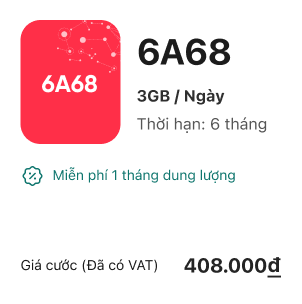 6A68
6A68
3GB / Ngày
Thời hạn: 6 tháng
Miễn phí 1 tháng dung lượng
Giá cước (Đã có VAT) 408.000đ